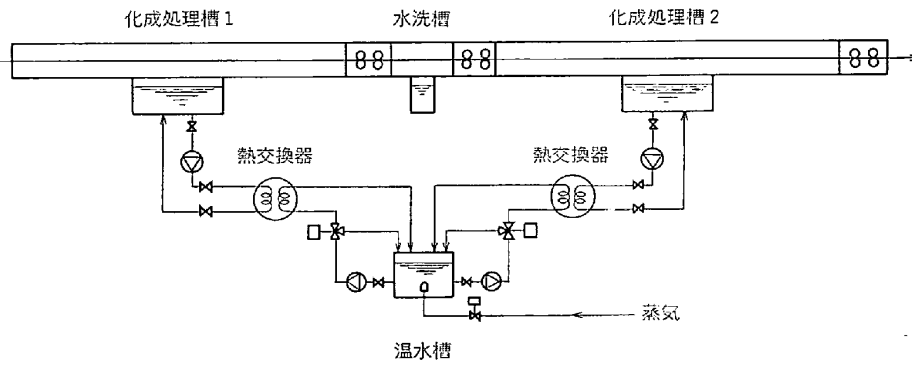 化成処理槽1
水洗槽
化成処理槽2
熱交換器
熱交換器
蒸気
温水槽